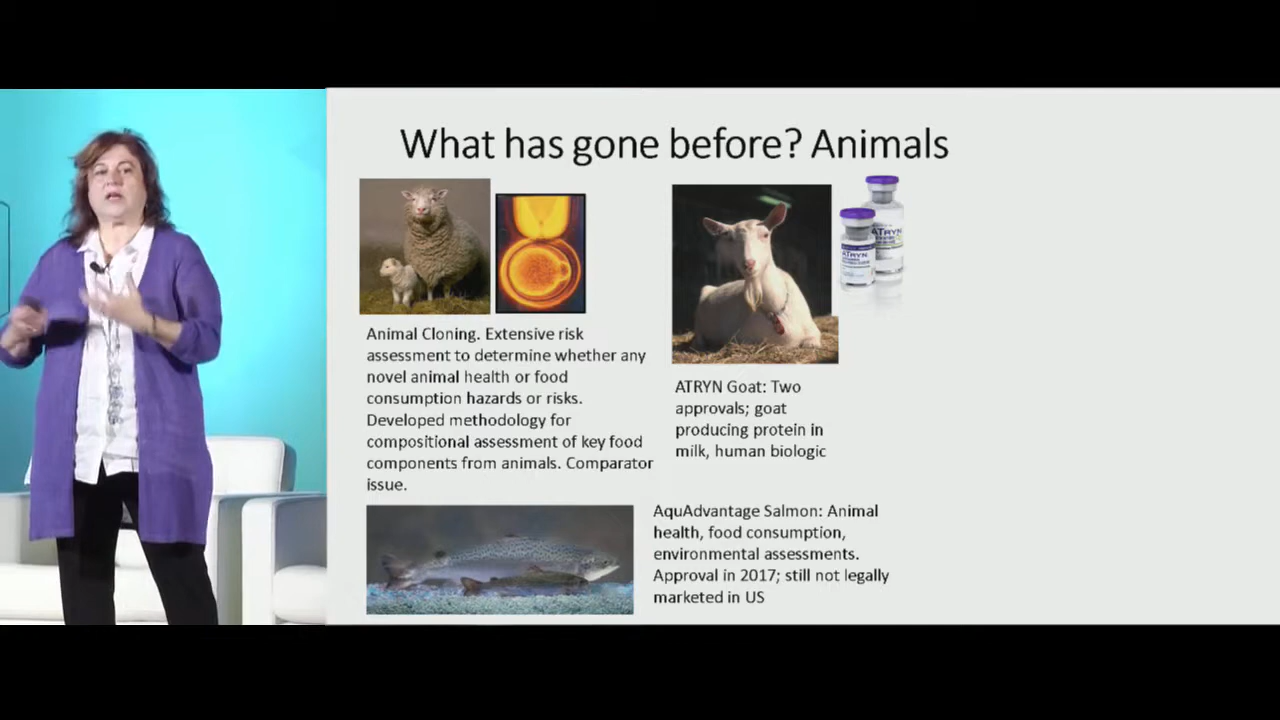 What has gone before? Animals
ATRYN
ATRYN
Animal Cloning. Extensive risk
assessment to determine whether any
novel animal health or food
consumption hazards or risks.
Developed methodology for
compositional assessment of key food
components from animals. Comparator
issue.
ATRYN Goat: Two
approvals; goat
producing protein in
milk, human biologic
AquAdvantage Salmon: Animal
health, food consumption,
environmental assessments.
Approval in 2017; still not legally
marketed in US